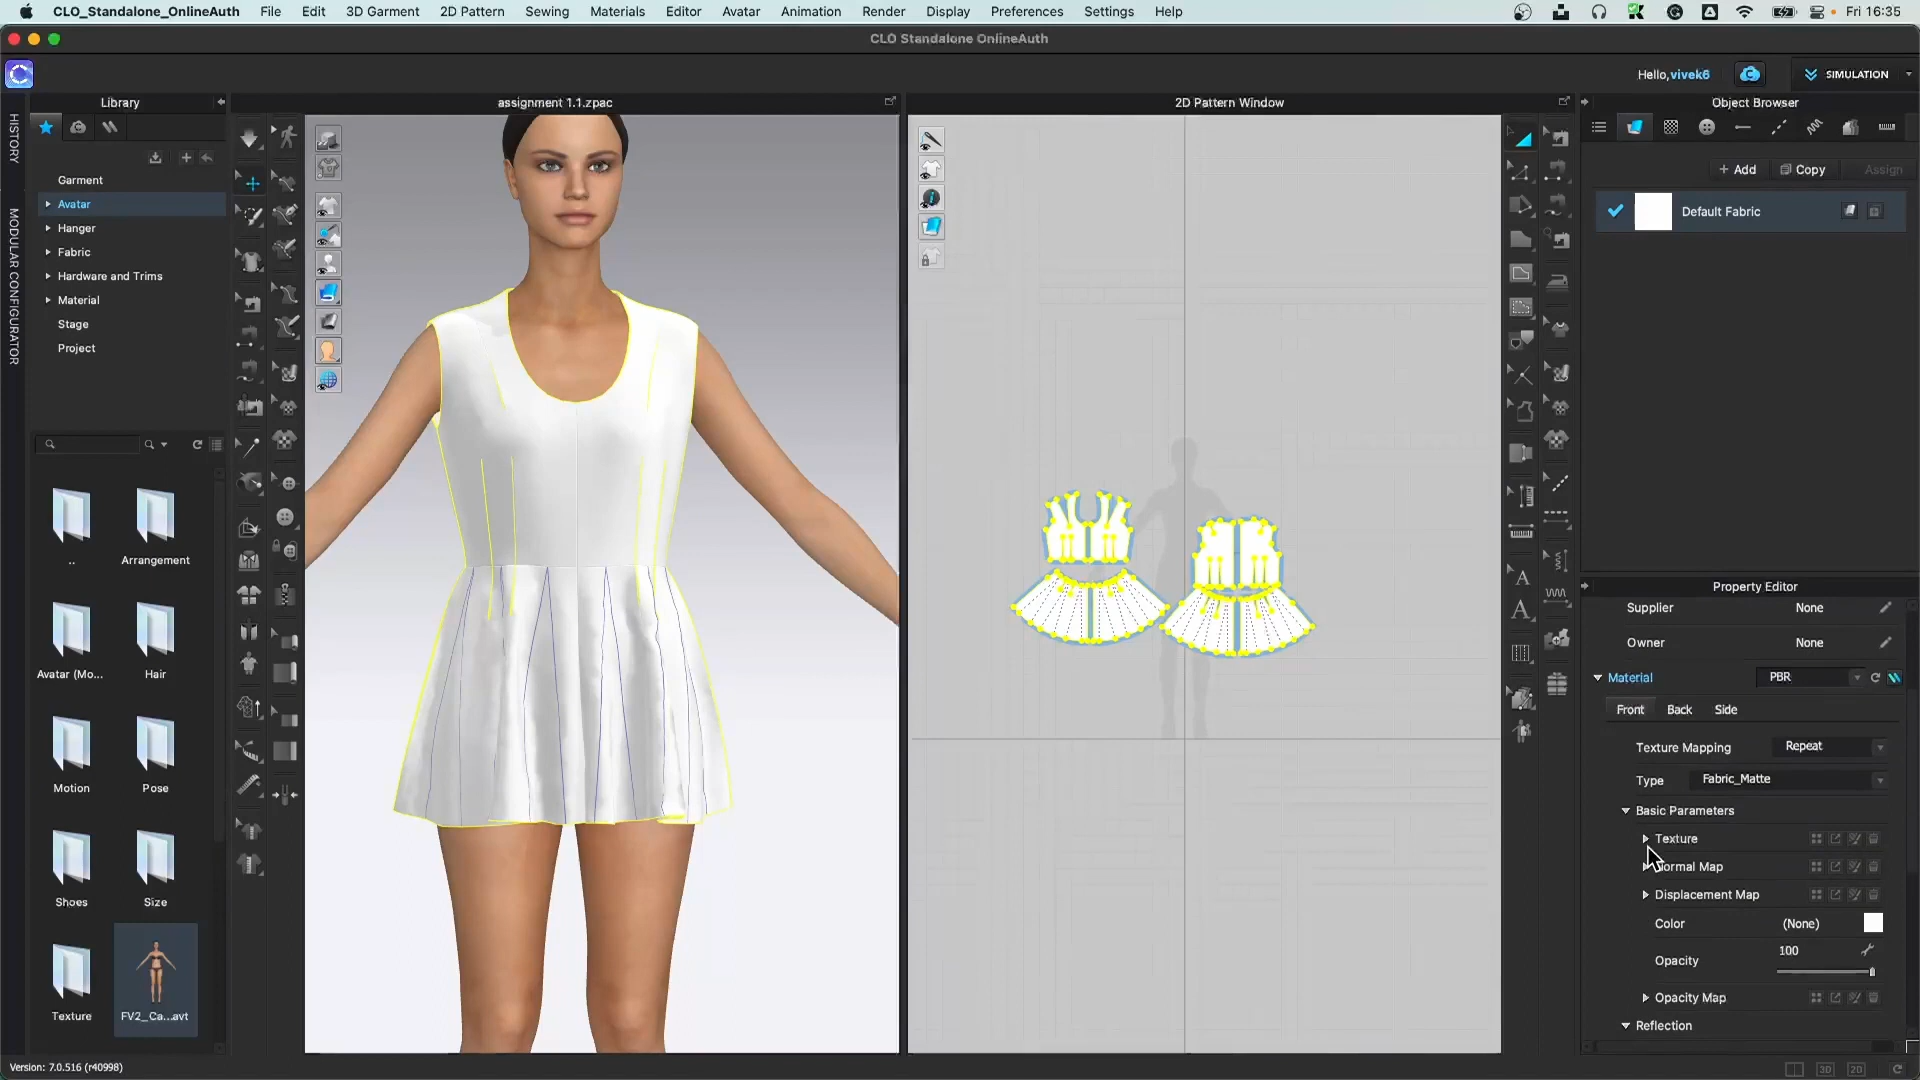 CLO_Standalone_OnlineAuth File Edit 3D Garment 2D Pattern Sewing Materials Editor Avatar Animation Render Display Preferences Settings Help Fri 16:35
CLO Standalone OnlineAuth
Hello,vivek6 SIMULATION
HISTORY
MODULAR CONFIGURATOR
Library
Garment
Avatar
Hanger
Fabric
Hardware and Trims
Material
Stage
Project
..
Arrangement
Avatar (Mo...
Hair
Motion
Pose
Shoes
Size
Texture
FV2_Ca...avt
Version: 7.0.516 (r40998)
assignment 1.1.zpac
2D Pattern Window
A
A
Object Browser
+ Add Copy Assign
Default Fabric
Property Editor
Supplier None
Owner None
Material PBR
Front Back Side
Texture Mapping Repeat
Type Fabric_Matte
Basic Parameters
Texture
ormal Map
Displacement Map
Color (None)
Opacity 100
Opacity Map
Reflection
3D 2D